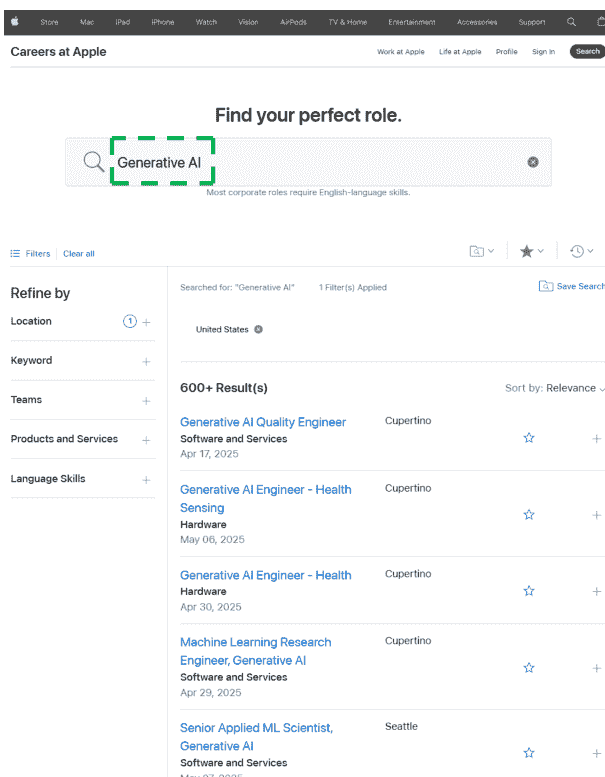 Store Mac iPad iPhone Watch Vision AirPods TV & Home Entertainment Accessories Support
Careers at Apple
Work at Apple Life at Apple Profile Sign In Search
Find your perfect role.
Generative AI
Most corporate roles require English-language skills.
Filters Clear all
Refine by
Location 1
Keyword
Teams
Products and Services
Language Skills
Searched for: "Generative AI" 1 Filter(s) Applied
Save Search
United States
600+ Result(s)
Sort by: Relevance
Generative AI Quality Engineer
Software and Services
Apr 17, 2025
Cupertino
Generative AI Engineer - Health
Sensing
Hardware
May 06, 2025
Cupertino
Generative AI Engineer - Health
Hardware
Apr 30, 2025
Cupertino
Machine Learning Research
Engineer, Generative AI
Software and Services
Apr 29, 2025
Cupertino
Senior Applied ML Scientist,
Generative AI
Software and Services
Seattle